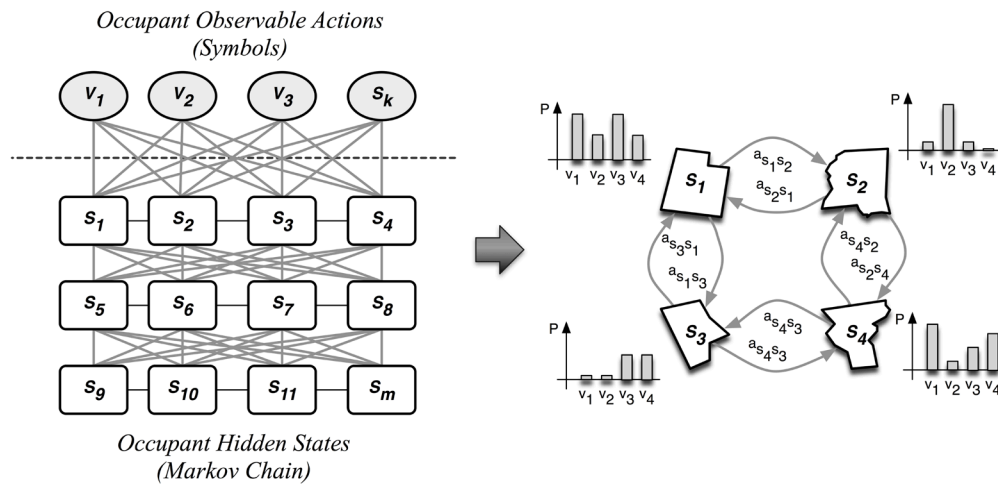 Occupant Observable Actions
(Symbols)
V1 V2 V3 Sk
S1 S2 S3 S4
S5 S6 S7 S8
S9 S10 S11 Sm
Occupant Hidden States
(Markov Chain)
P
v1 v2 v3 v4
P
v1 v2 v3 v4
S1
as1s2
as2s1
S2
as3s1
as1s3
as4s2
as2s4
S3
as4s3
as4s3
S4
P
v1 v2 v3 v4
P
v1 v2 v3 v4